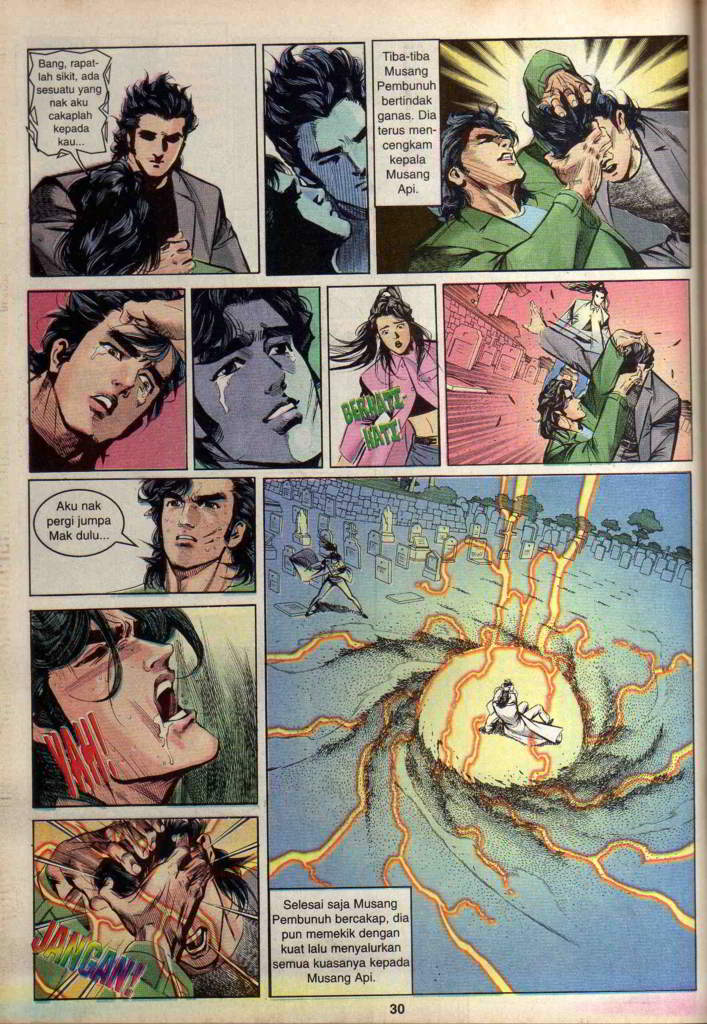 Bang, rapat-
lah sikit, ada
sesuatu yang
nak aku
cakaplah
kepada
kau...
Tiba-tiba
Musang
Pembunuh
bertindak
ganas. Dia
terus men-
cengkam
kepala
Musang
Api.
BERHATI-
HATI!
Aku nak
pergi jumpa
Mak dulu...
YAH!
JANGAN!
Selesai saja Musang
Pembunuh bercakap, dia
pun memekik dengan
kuat lalu menyalurkan
semua kuasanya kepada
Musang Api.
30